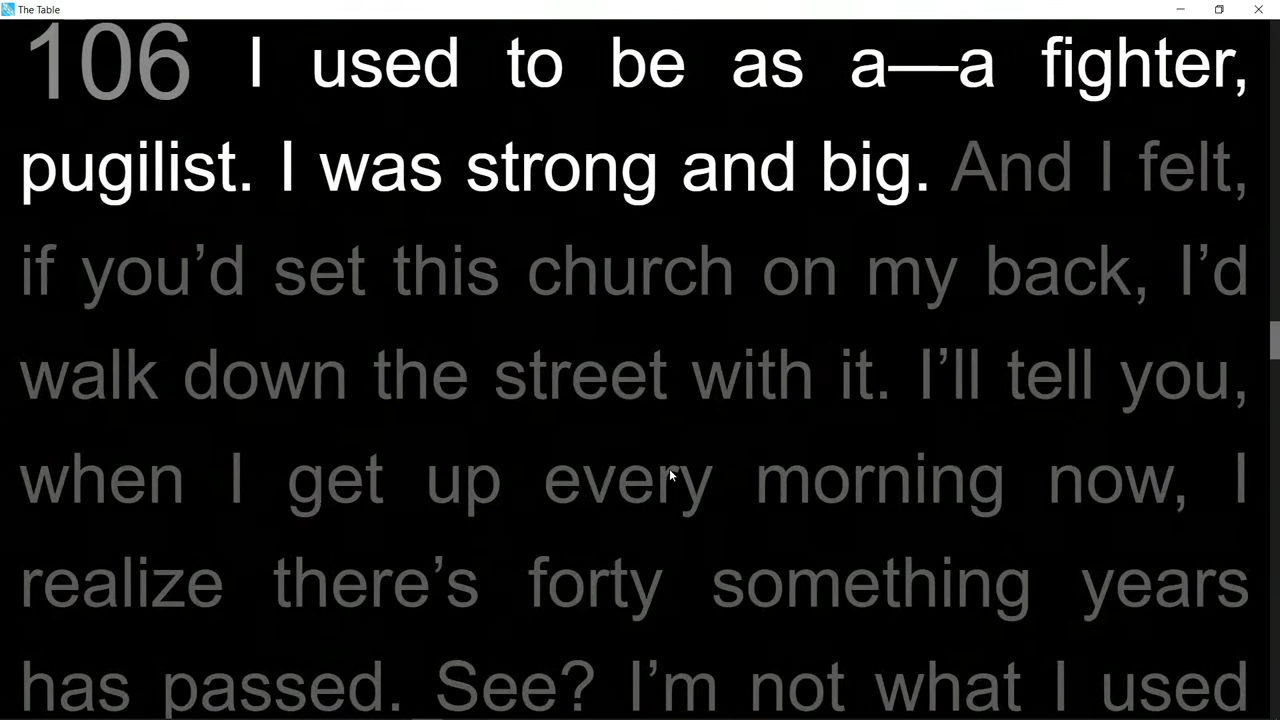 The Table
106 I used to be as a—a fighter,
pugilist. I was strong and big. And I felt,
if you’d set this church on my back, I’d
walk down the street with it. I’ll tell you,
when I get up every morning now, I
realize there’s forty something years
has passed. See? I’m not what I used